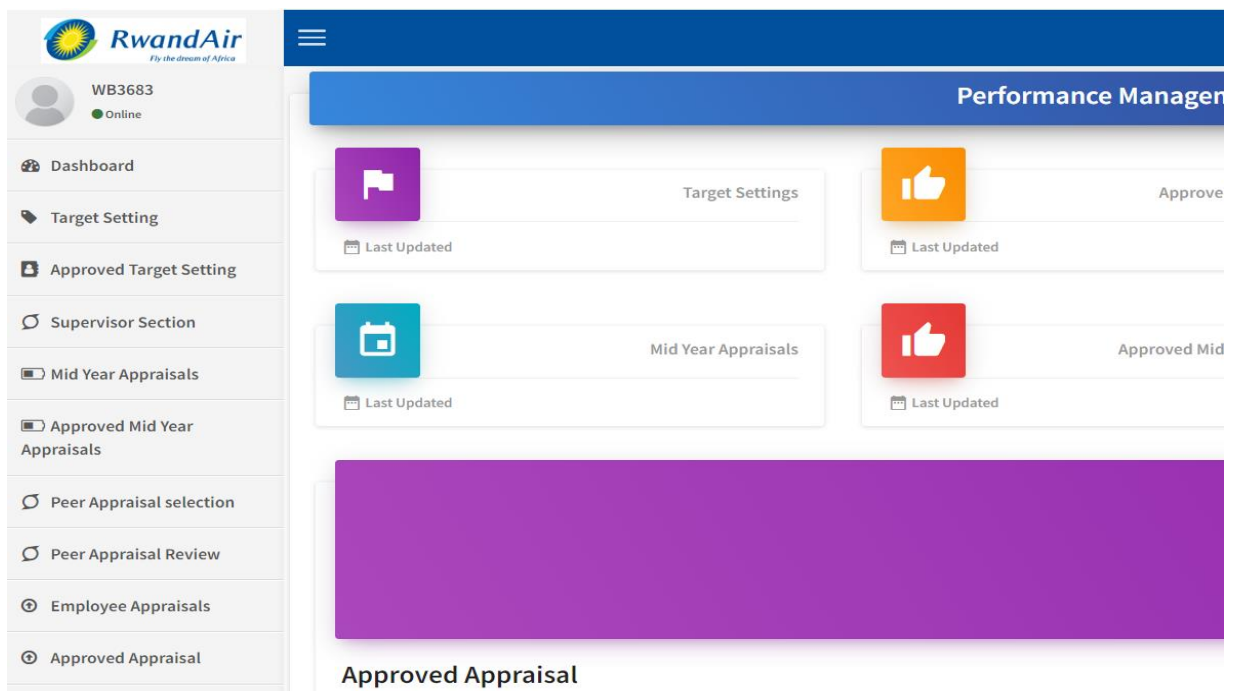 RwandAir
Fly the dream of Africa
WB3683
Online
Dashboard
Target Setting
Approved Target Setting
Supervisor Section
Mid Year Appraisals
Approved Mid Year
Appraisals
Peer Appraisal selection
Peer Appraisal Review
Employee Appraisals
Approved Appraisal
Performance Managen
Target Settings
Last Updated
Approve
Last Updated
Mid Year Appraisals
Last Updated
Approved Mid
Last Updated
Approved Appraisal